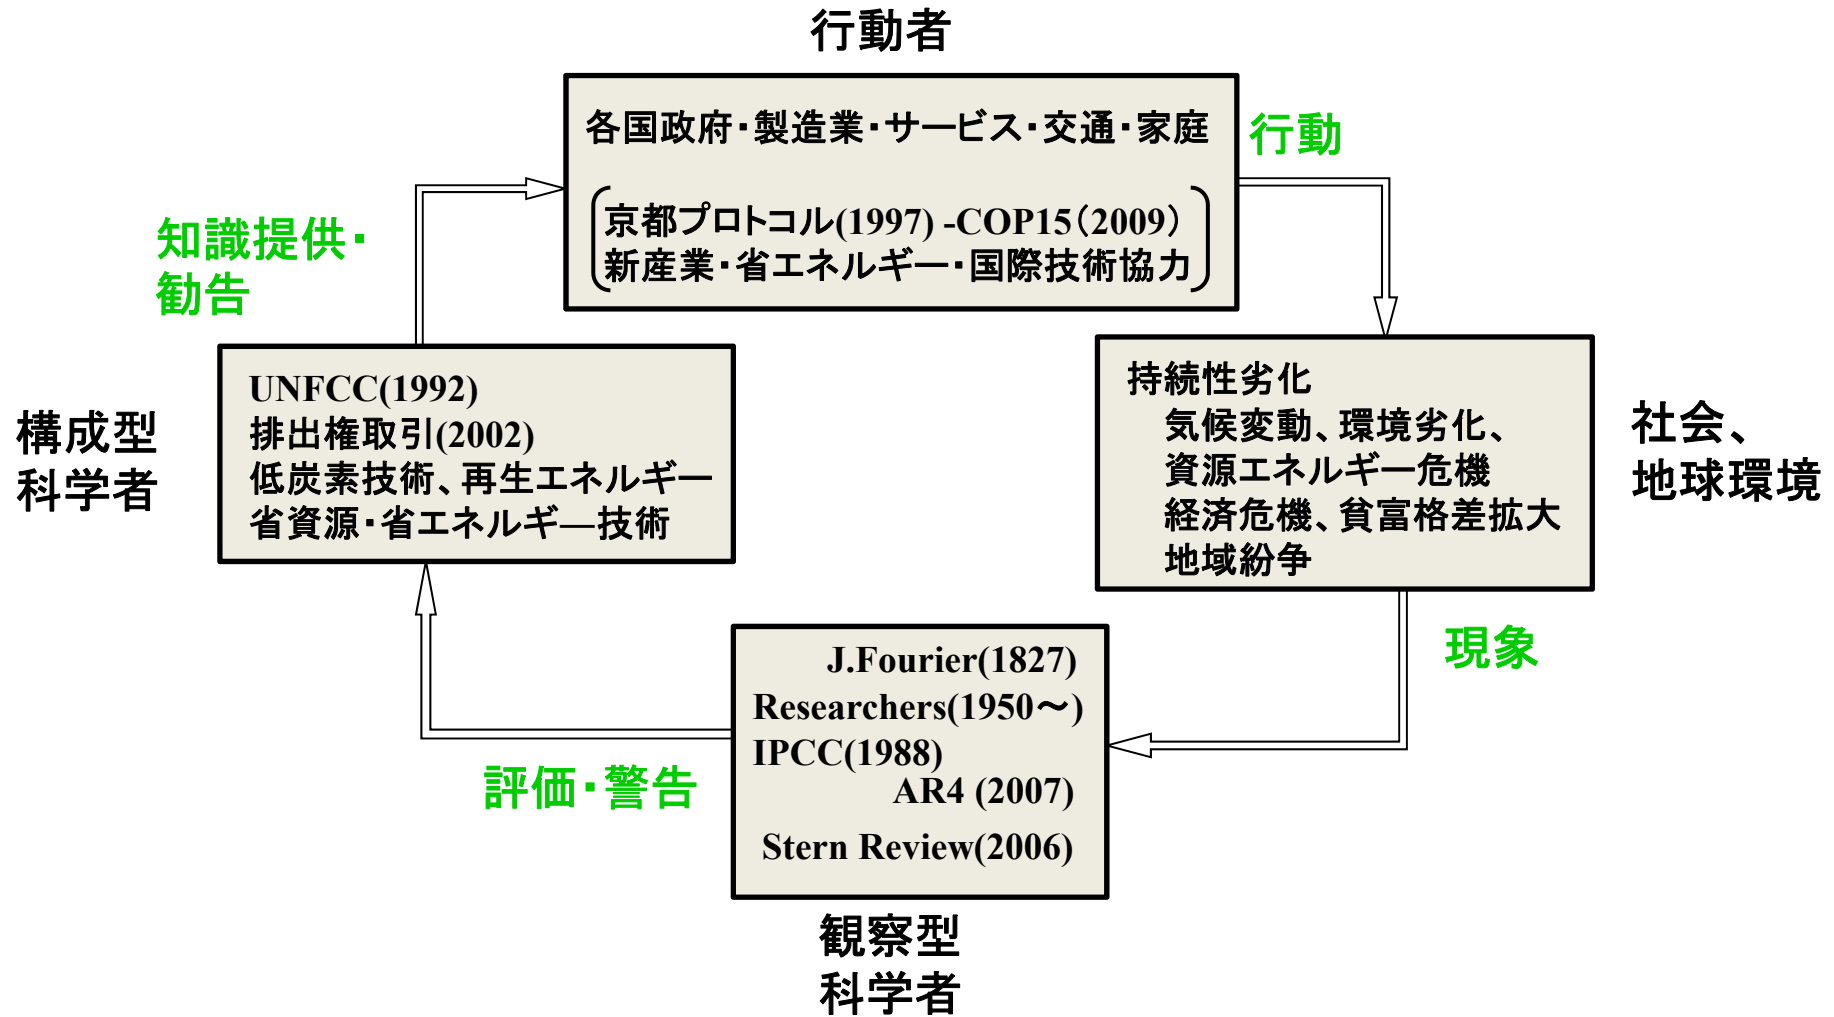 行動者
各国政府・製造業・サービス・交通・家庭
京都プロトコル(1997) -COP15（2009）
新産業・省エネルギー・国際技術協力
行動
知識提供・
勧告
構成型
科学者
UNFCC(1992)
排出権取引(2002)
低炭素技術、再生エネルギー
省資源・省エネルギ―技術
持続性劣化
気候変動、環境劣化、
資源エネルギー危機
経済危機、貧富格差拡大
地域紛争
社会、
地球環境
現象
J.Fourier(1827)
Researchers(1950～)
IPCC(1988)
AR4 (2007)
Stern Review(2006)
評価・警告
観察型
科学者